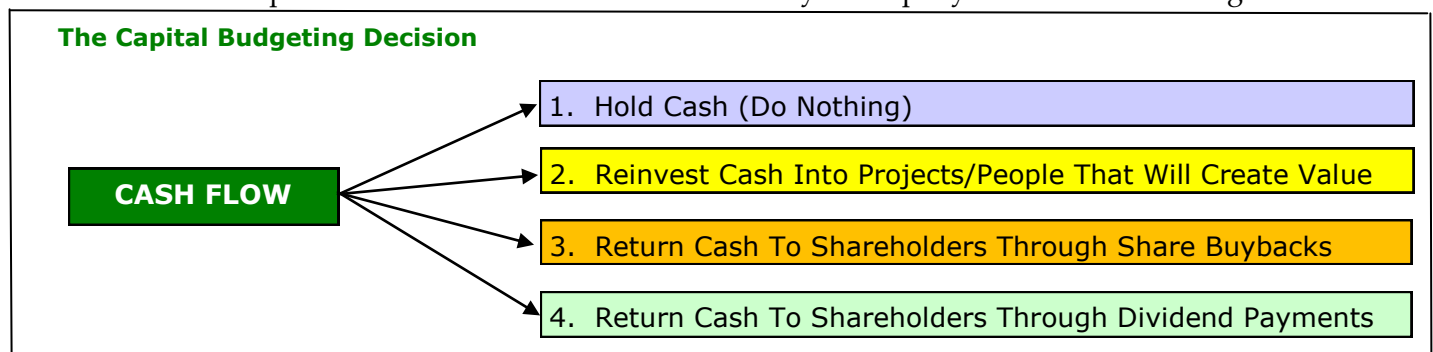 The Capital Budgeting Decision
1. Hold Cash (Do Nothing)
2. Reinvest Cash Into Projects/People That Will Create Value
CASH FLOW
3. Return Cash To Shareholders Through Share Buybacks
4. Return Cash To Shareholders Through Dividend Payments